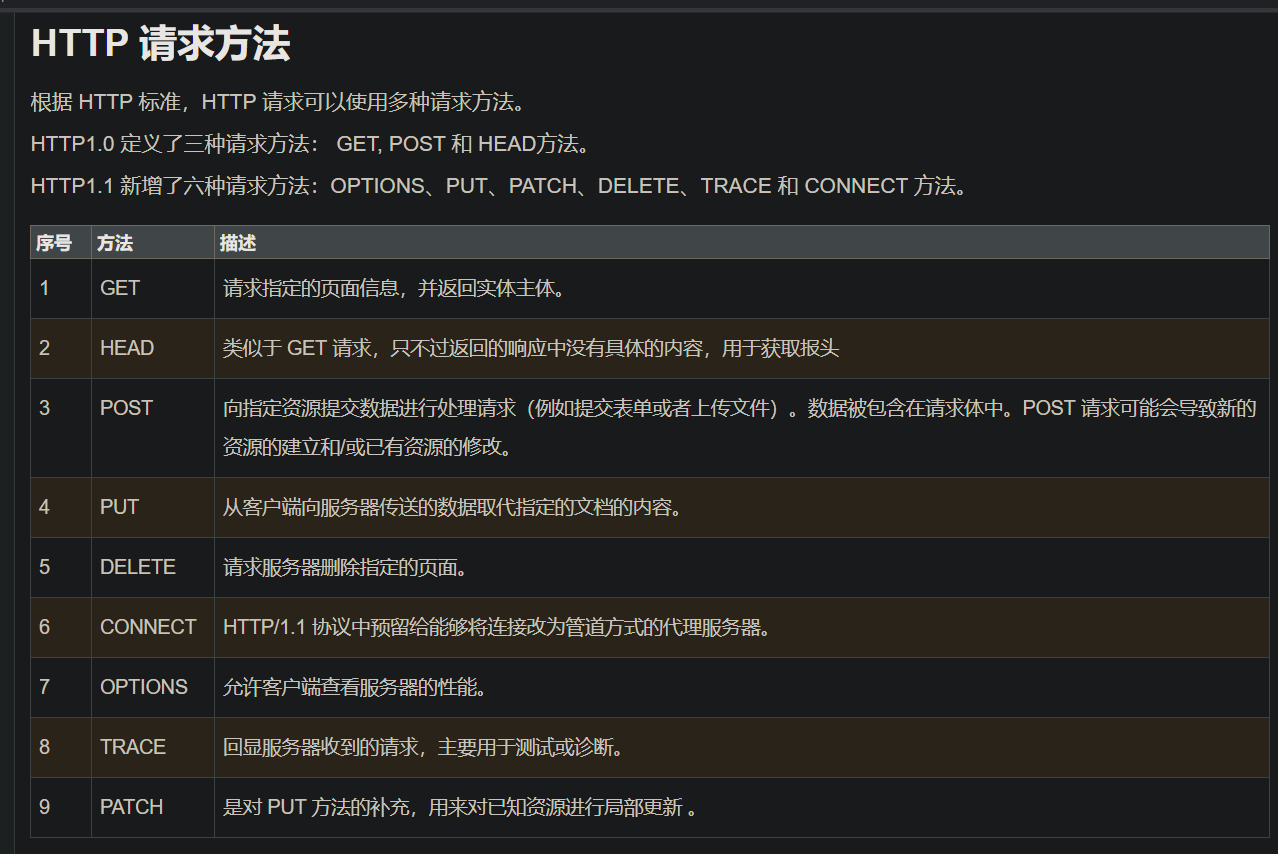 HTTP 请求方法
根据 HTTP 标准，HTTP 请求可以使用多种请求方法。
HTTP1.0 定义了三种请求方法： GET, POST 和 HEAD方法。
HTTP1.1 新增了六种请求方法：OPTIONS、PUT、PATCH、DELETE、TRACE 和 CONNECT 方法。
序号 方法 描述
1 GET 请求指定的页面信息，并返回实体主体。
2 HEAD 类似于 GET 请求，只不过返回的响应中没有具体的内容，用于获取报头
3 POST 向指定资源提交数据进行处理请求（例如提交表单或者上传文件）。数据被包含在请求体中。POST 请求可能会导致新的
资源的建立和/或已有资源的修改。
4 PUT 从客户端向服务器传送的数据取代指定的文档的内容。
5 DELETE 请求服务器删除指定的页面。
6 CONNECT HTTP/1.1 协议中预留给能够将连接改为管道方式的代理服务器。
7 OPTIONS 允许客户端查看服务器的性能。
8 TRACE 回显服务器收到的请求，主要用于测试或诊断。
9 PATCH 是对 PUT 方法的补充，用来对已知资源进行局部更新 。